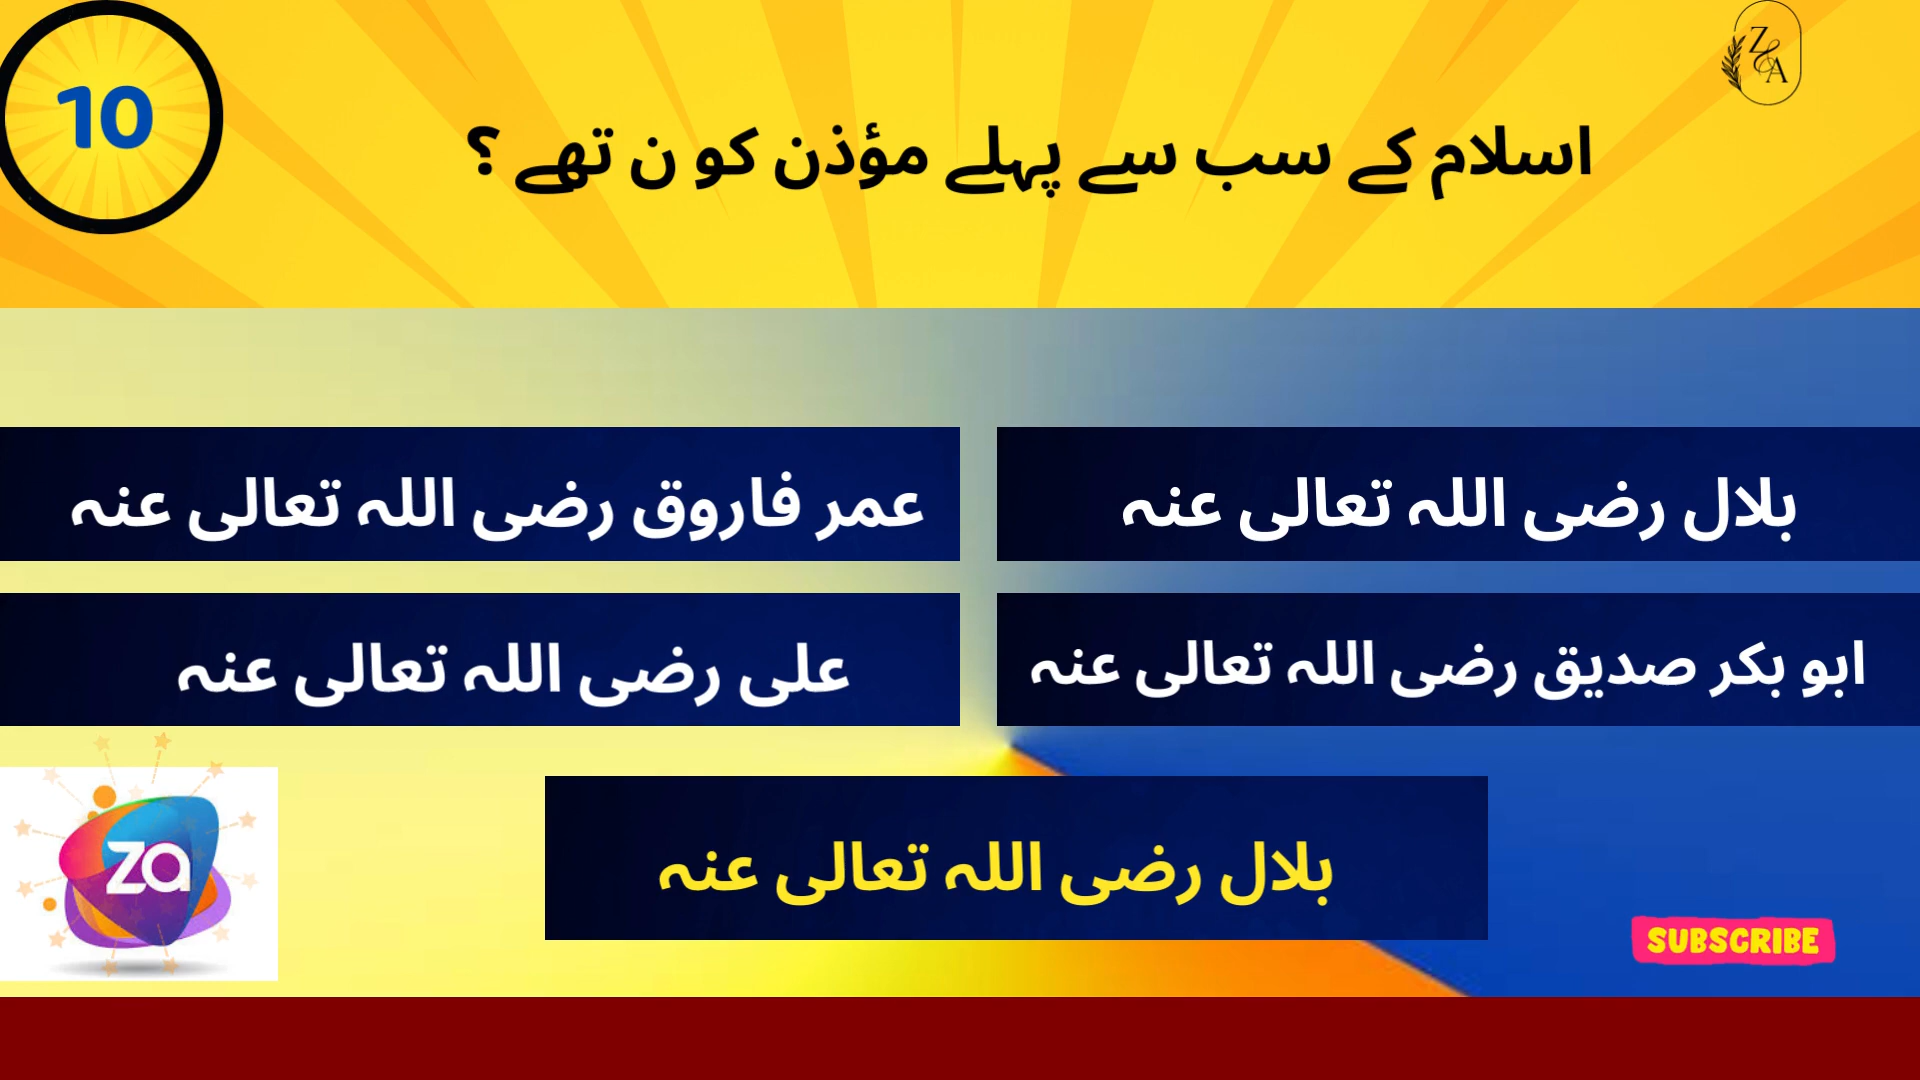 10
Z&A
اسلام کے سب سے پہلے مؤذن کو ن تھے ؟
بلال رضی اللہ تعالی عنہ
عمر فاروق رضی اللہ تعالی عنہ
ابو بکر صدیق رضی اللہ تعالی عنہ
علی رضی اللہ تعالی عنہ
بلال رضی اللہ تعالی عنہ
za
SUBSCRIBE